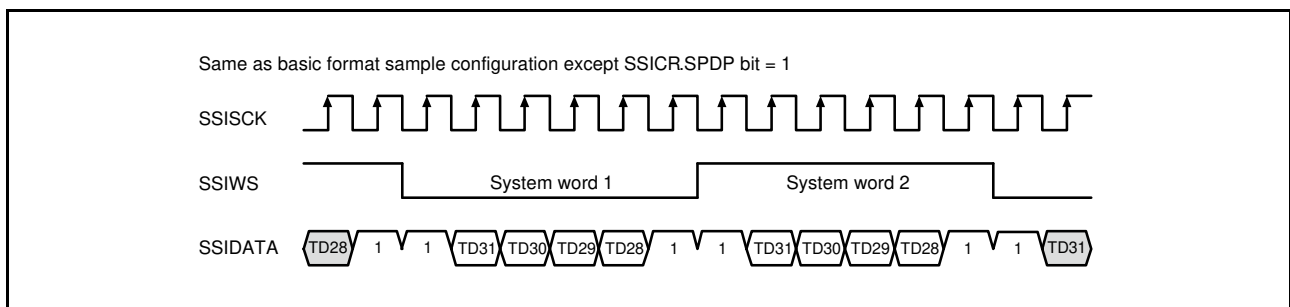 Same as basic format sample configuration except SSICR.SPDP bit = 1
SSISCK
SSIWS System word 1 System word 2
SSIDATA TD28 1 1 TD31 TD30 TD29 TD28 1 1 TD31 TD30 TD29 TD28 1 1 TD31